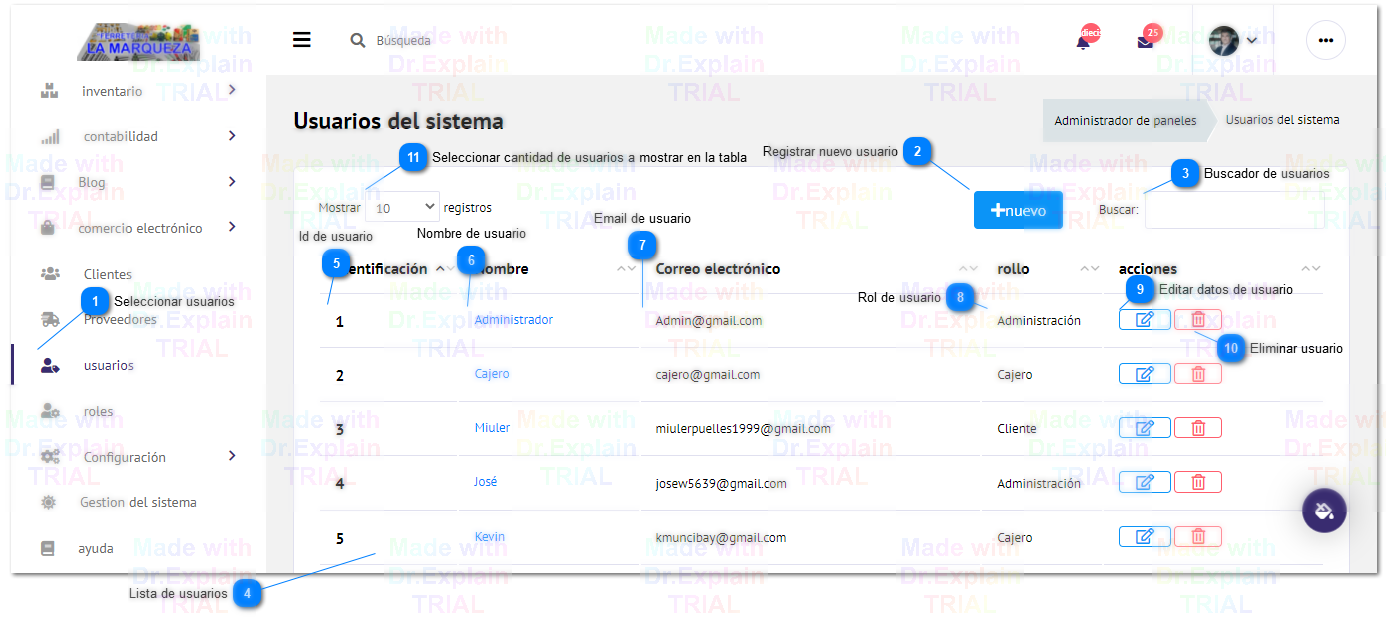 FERRETERIA
LA MARQUEZA
Búsqueda
dieci
25
inventario
contabilidad
Blog
comercio electrónico
Clientes
1 Seleccionar usuarios
Proveedores
usuarios
roles
Configuración
Gestion del sistema
ayuda
Usuarios del sistema
Administrador de paneles
Usuarios del sistema
11 Seleccionar cantidad de usuarios a mostrar en la tabla
Registrar nuevo usuario 2
3 Buscador de usuarios
Mostrar 10 registros
+nuevo
Buscar:
Id de usuario
5
Nombre de usuario
6
Email de usuario
7
entificación
ombre
Correo electrónico
rollo
acciones
Rol de usuario 8
9 Editar datos de usuario
10 Eliminar usuario
1 Administrador Admin@gmail.com Administración
2 Cajero cajero@gmail.com Cajero
3 Miuler miulerpuelles1999@gmail.com Cliente
4 José josew5639@gmail.com Administración
5 Kevin kmuncibay@gmail.com Cajero
Lista de usuarios 4
Made with
Dr.Explain
TRIAL